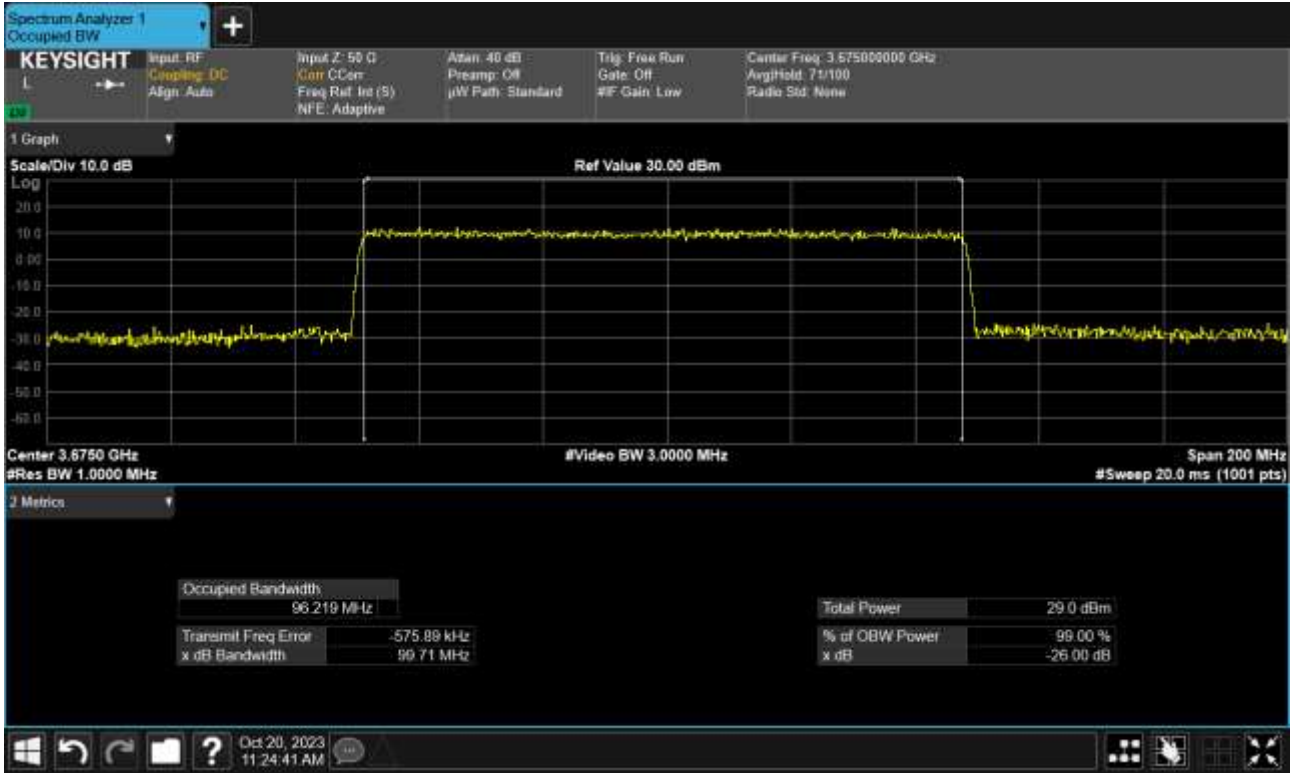 Spectrum Analyzer 1
Occupied BW
KEYSIGHT
L
Input: RF
Coupling: DC
Align: Auto
Input Z: 50 Ω
Corr CCorr
Freq Ref: Int (S)
NFE: Adaptive
Atten: 40 dB
Preamp: Off
µW Path: Standard
Trig: Free Run
Gate: Off
#IF Gain: Low
Center Freq: 3.675000000 GHz
Avg|Hold: 71/100
Radio Std: None
1 Graph
Scale/Div 10.0 dB
Ref Value 30.00 dBm
Log
20.0
10.0
0.00
-10.0
-20.0
-30.0
-40.0
-50.0
-60.0
Center 3.6750 GHz
#Video BW 3.0000 MHz
Span 200 MHz
#Res BW 1.0000 MHz
#Sweep 20.0 ms (1001 pts)
2 Metrics
Occupied Bandwidth
96.219 MHz
Total Power 29.0 dBm
Transmit Freq Error -575.89 kHz
% of OBW Power 99.00 %
x dB Bandwidth 99.71 MHz
x dB -26.00 dB
?
Oct 20, 2023
11:24:41 AM